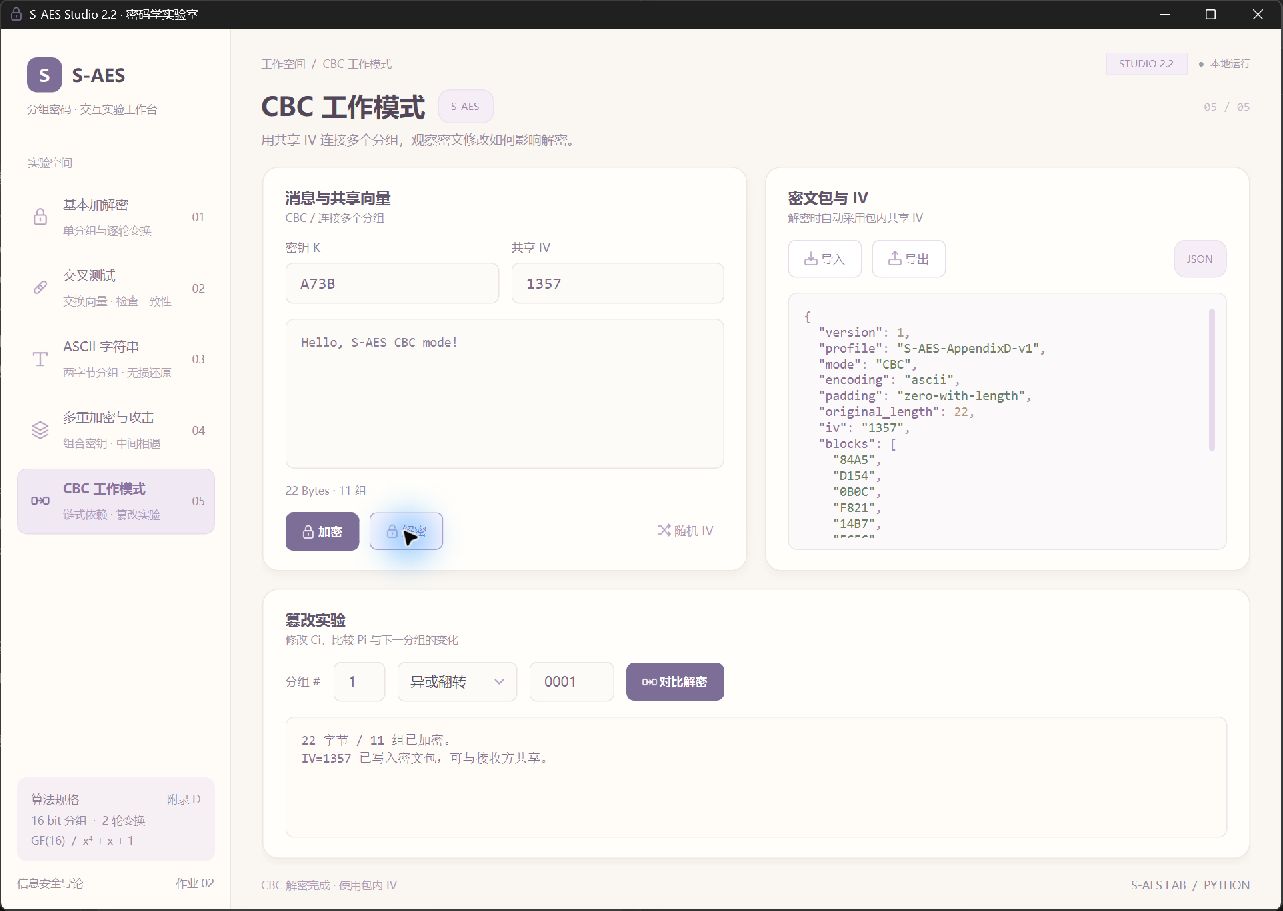 S-AES Studio 2.2 · 密码学实验室
S
S-AES
分组密码 · 交互实验工作台
实验空间
基本加解密
单分组与逐轮变换
01
交叉测试
交换向量 · 检查一致性
02
ASCII 字符串
两字节分组 · 无损还原
03
多重加密与攻击
组合密钥 · 中间相遇
04
CBC 工作模式
链式依赖 · 篡改实验
05
算法规格
附录 D
16 bit 分组 · 2 轮变换
GF(16) / x⁴ + x + 1
信息安全导论
作业 02
工作空间 / CBC 工作模式
STUDIO 2.2
● 本地运行
CBC 工作模式
S-AES
05 / 05
用共享 IV 连接多个分组，观察密文修改如何影响解密。
消息与共享向量
CBC / 连接多个分组
密钥 K
共享 IV
A73B
1357
Hello, S-AES CBC mode!
22 Bytes · 11 组
加密
解密
随机 IV
密文包与 IV
解密时自动采用包内共享 IV
导入
导出
JSON
{
"version": 1,
"profile": "S-AES-AppendixD-v1",
"mode": "CBC",
"encoding": "ascii",
"padding": "zero-with-length",
"original_length": 22,
"iv": "1357",
"blocks": [
"84A5",
"D154",
"0B0C",
"F821",
"14B7",
篡改实验
修改 Ci，比较 Pi 与下一分组的变化
分组 #
1
异或翻转
0001
对比解密
22 字节 / 11 组已加密。
IV=1357 已写入密文包，可与接收方共享。
CBC 解密完成 · 使用包内 IV
S-AES LAB / PYTHON